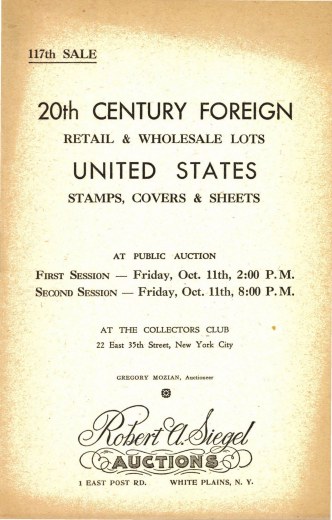 117th SALE
20th CENTURY FOREIGN
RETAIL & WHOLESALE LOTS
UNITED STATES
STAMPS, COVERS & SHEETS
AT PUBLIC AUCTION
FIRST SESSION — Friday, Oct. 11th, 2:00 P.M.
SECOND SESSION — Friday, Oct. 11th, 8:00 P.M.
AT THE COLLECTORS CLUB
22 East 35th Street, New York City
GREGORY MOZIAN, Auctioneer
Robert A. Siegel
AUCTIONS
1 EAST POST RD. WHITE PLAINS, N. Y.